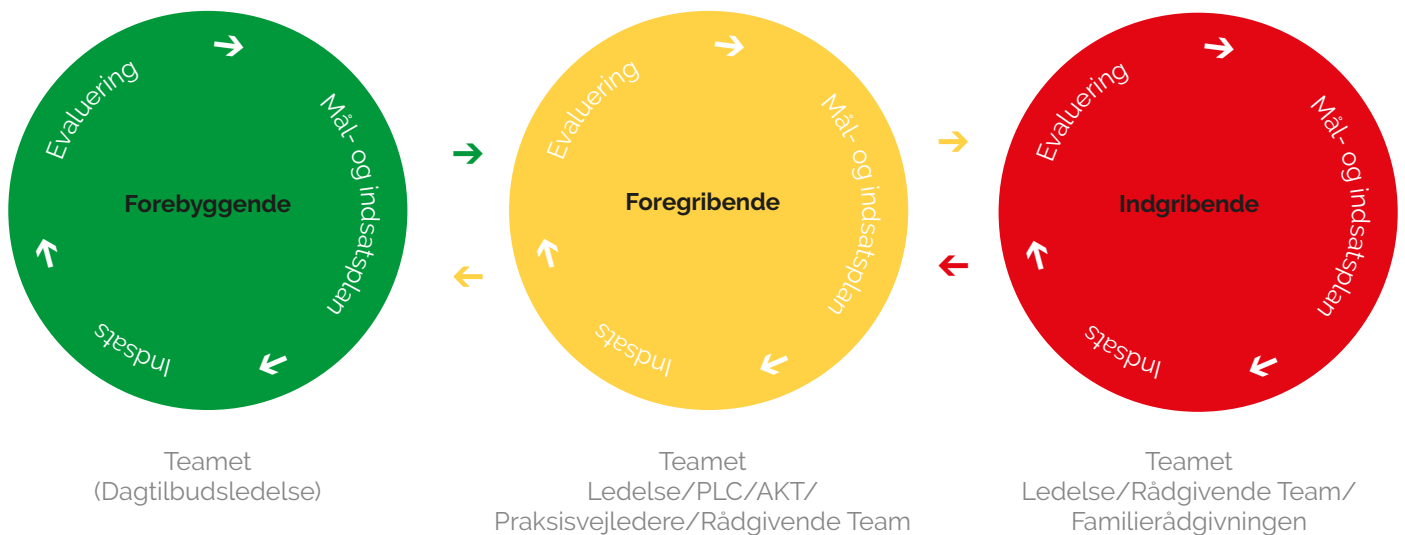 Evaluering
Mål- og indsatsplan
Indsats
Forebyggende
Evaluering
Mål- og indsatsplan
Indsats
Foregribende
Evaluering
Mål- og indsatsplan
Indsats
Indgribende
Teamet
(Dagtilbudsledelse)
Teamet
Ledelse/PLC/AKT/
Praksisvejledere/Rådgivende Team
Teamet
Ledelse/Rådgivende Team/
Familierådgivningen